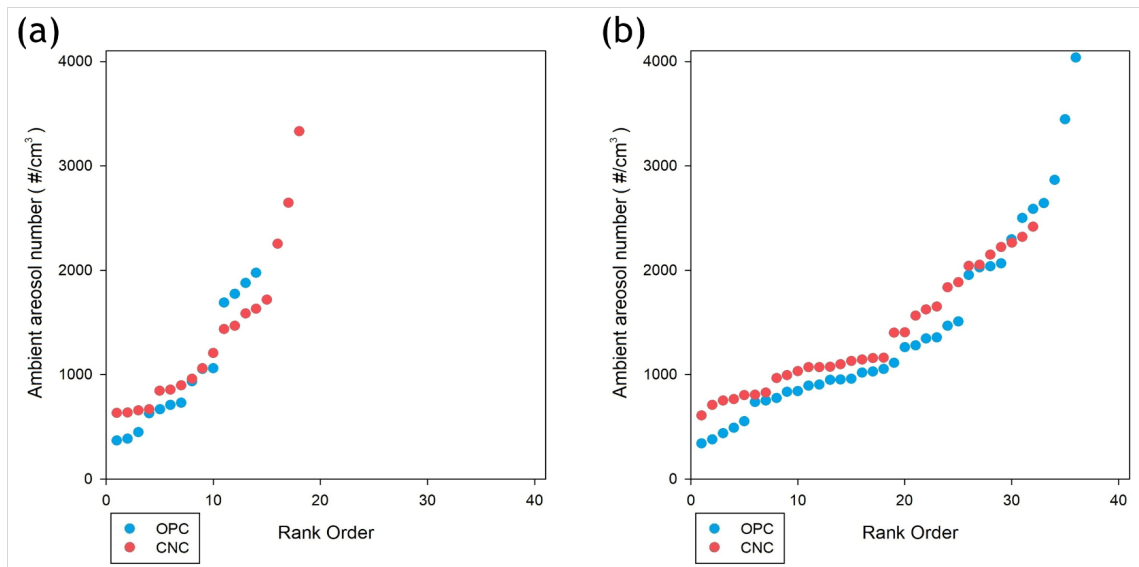 (a)
Ambient areosol number ( #/cm³ )
4000
3000
2000
1000
0
0 10 20 30 40
Rank Order
OPC
CNC
(b)
Ambient areosol number ( #/cm³ )
4000
3000
2000
1000
0
0 10 20 30 40
Rank Order
OPC
CNC